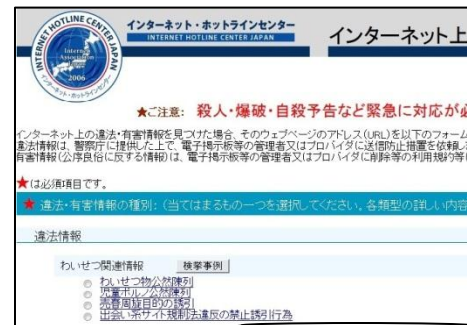 HOTLINE CENTER
INTERNET
JAPAN
Internet
Association
Japan
2006
インターネット・ホットラインセンター
INTERNET HOTLINE CENTER JAPAN
インターネット上
★ご注意: 殺人・爆破・自殺予告など緊急に対応が必
インターネット上の違法・有害情報を見つけた場合、そのウェブページのアドレス(URL)を以下のフォーム
違法情報は、警察庁に提供した上で、電子掲示板等の管理者又はプロバイダに送信防止措置を依頼し
有害情報(公序良俗に反する情報)は、電子掲示板等の管理者又はプロバイダに削除等の利用規約等
★は必須項目です。
★ 違法・有害情報の種別:(当てはまるもの一つを選択してください。各類型の詳しい内容
違法情報
わいせつ関連情報 検挙事例
わいせつ物公然陳列
児童ポルノ公然陳列
売春周旋目的の誘引
出会い系サイト規制法違反の禁止誘引行為